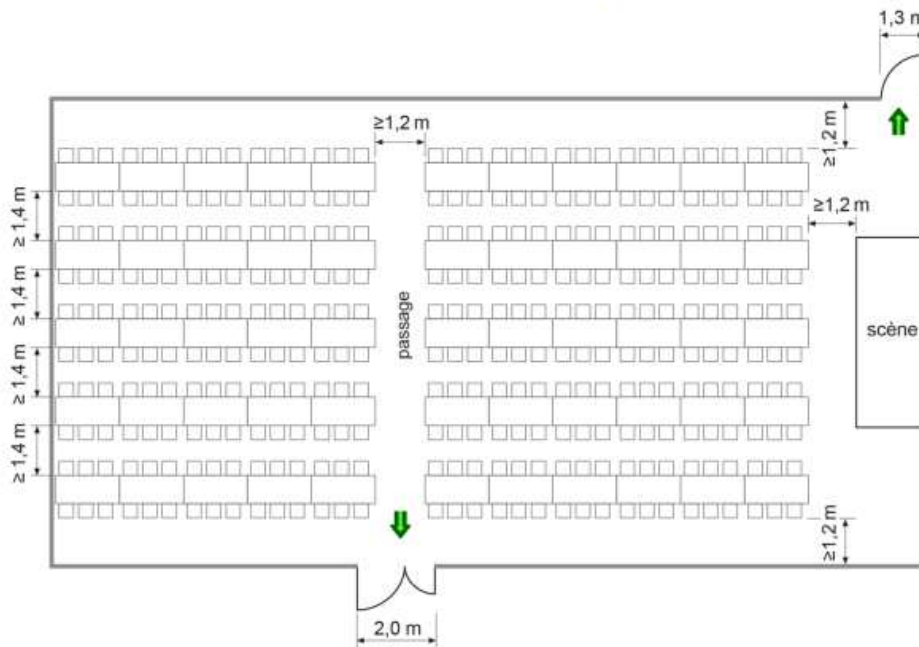 1,3 m
≥1,2 m
≥1,2 m
≥1,2 m
≥ 1,4 m
≥ 1,4 m
≥ 1,4 m
≥ 1,4 m
passage
scène
≥1,2 m
2,0 m